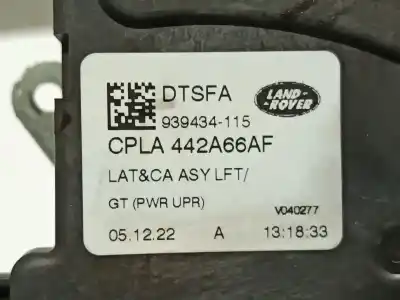 DTSFA
LAND-
ROVER
939434-115
CPLA 442A66AF
LAT&CA ASY LFT/
GT (PWR UPR)
V040277
05.12.22 A 13:18:33